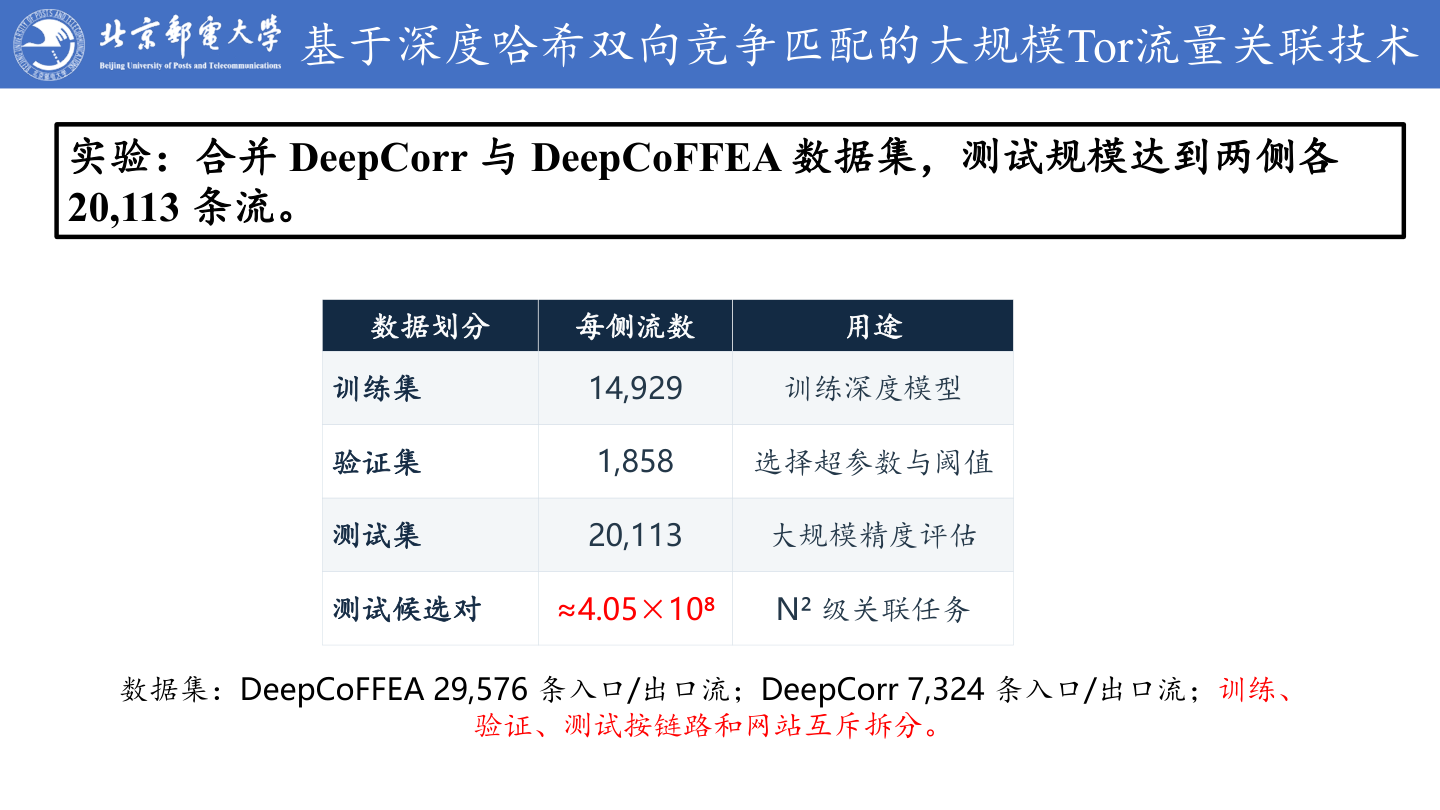 北京郵電大學
Beijing University of Posts and Telecommunications
基于深度哈希双向竞争匹配的大规模Tor流量关联技术
实验：合并 DeepCorr 与 DeepCoFFEA 数据集，测试规模达到两侧各
20,113 条流。
数据划分 每侧流数 用途
训练集 14,929 训练深度模型
验证集 1,858 选择超参数与阈值
测试集 20,113 大规模精度评估
测试候选对 ≈4.05×10⁸ N² 级关联任务
数据集：DeepCoFFEA 29,576 条入口/出口流；DeepCorr 7,324 条入口/出口流；训练、
验证、测试按链路和网站互斥拆分。